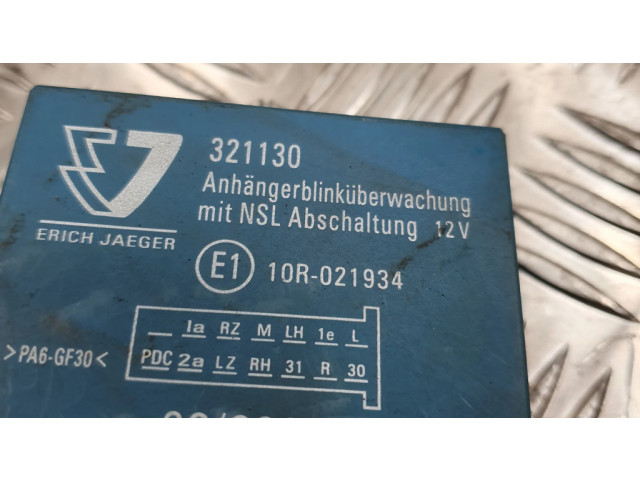 321130
Anhängerblinküberwachung
mit NSL Abschaltung 12V
ERICH JAEGER
E1 10R-021934
1a RZ M LH 1e L
>PA6-GF30<
PDC 2a LZ RH 31 R 30